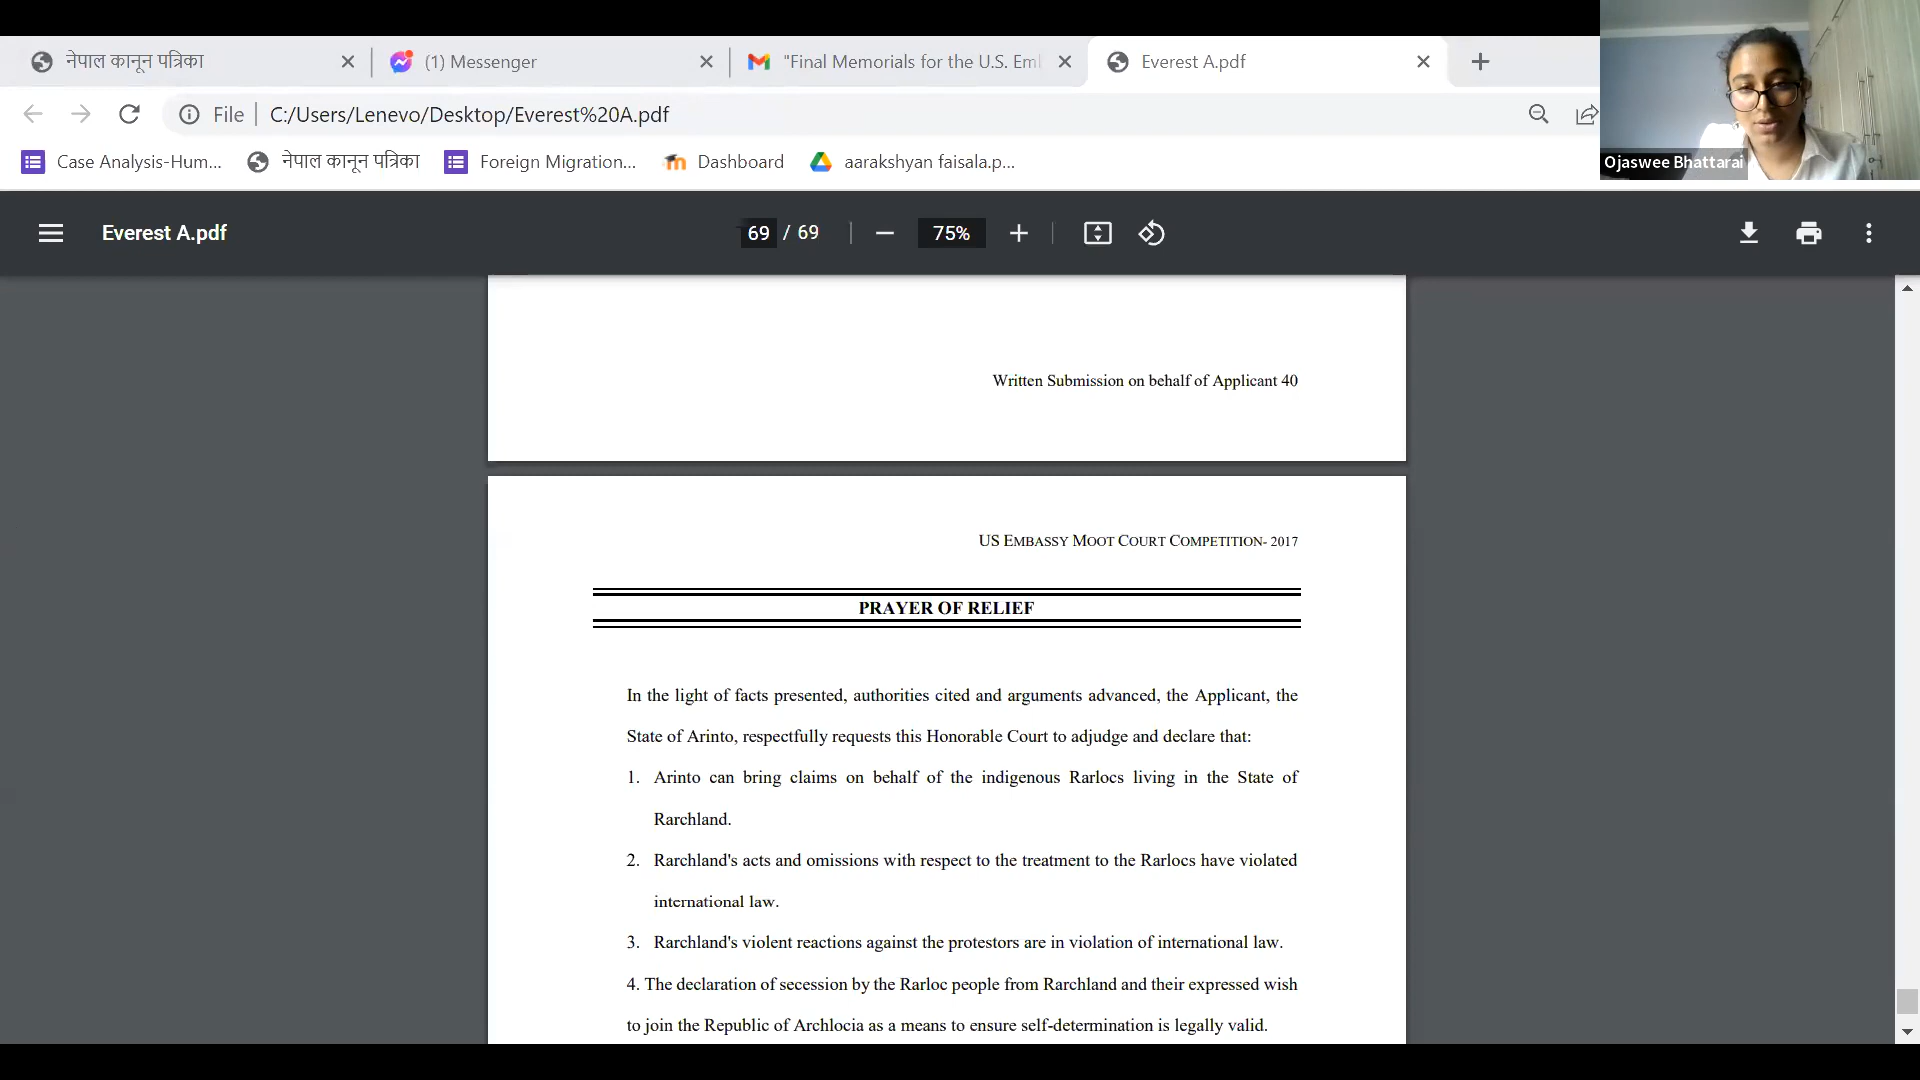 नेपाल कानून पत्रिका
(1) Messenger
"Final Memorials for the U.S. Eml
Everest A.pdf
File
C:/Users/Lenevo/Desktop/Everest%20A.pdf
Case Analysis-Hum...
नेपाल कानून पत्रिका
Foreign Migration...
Dashboard
aarakshyan faisala.p...
Ojaswee Bhattarai
Everest A.pdf
69 / 69
75%
Written Submission on behalf of Applicant 40
US EMBASSY MOOT COURT COMPETITION- 2017
PRAYER OF RELIEF
In the light of facts presented, authorities cited and arguments advanced, the Applicant, the
State of Arinto, respectfully requests this Honorable Court to adjudge and declare that:
1. Arinto can bring claims on behalf of the indigenous Rarlocs living in the State of
Rarchland.
2. Rarchland's acts and omissions with respect to the treatment to the Rarlocs have violated
international law.
3. Rarchland's violent reactions against the protestors are in violation of international law.
4. The declaration of secession by the Rarloc people from Rarchland and their expressed wish
to join the Republic of Archlocia as a means to ensure self-determination is legally valid.